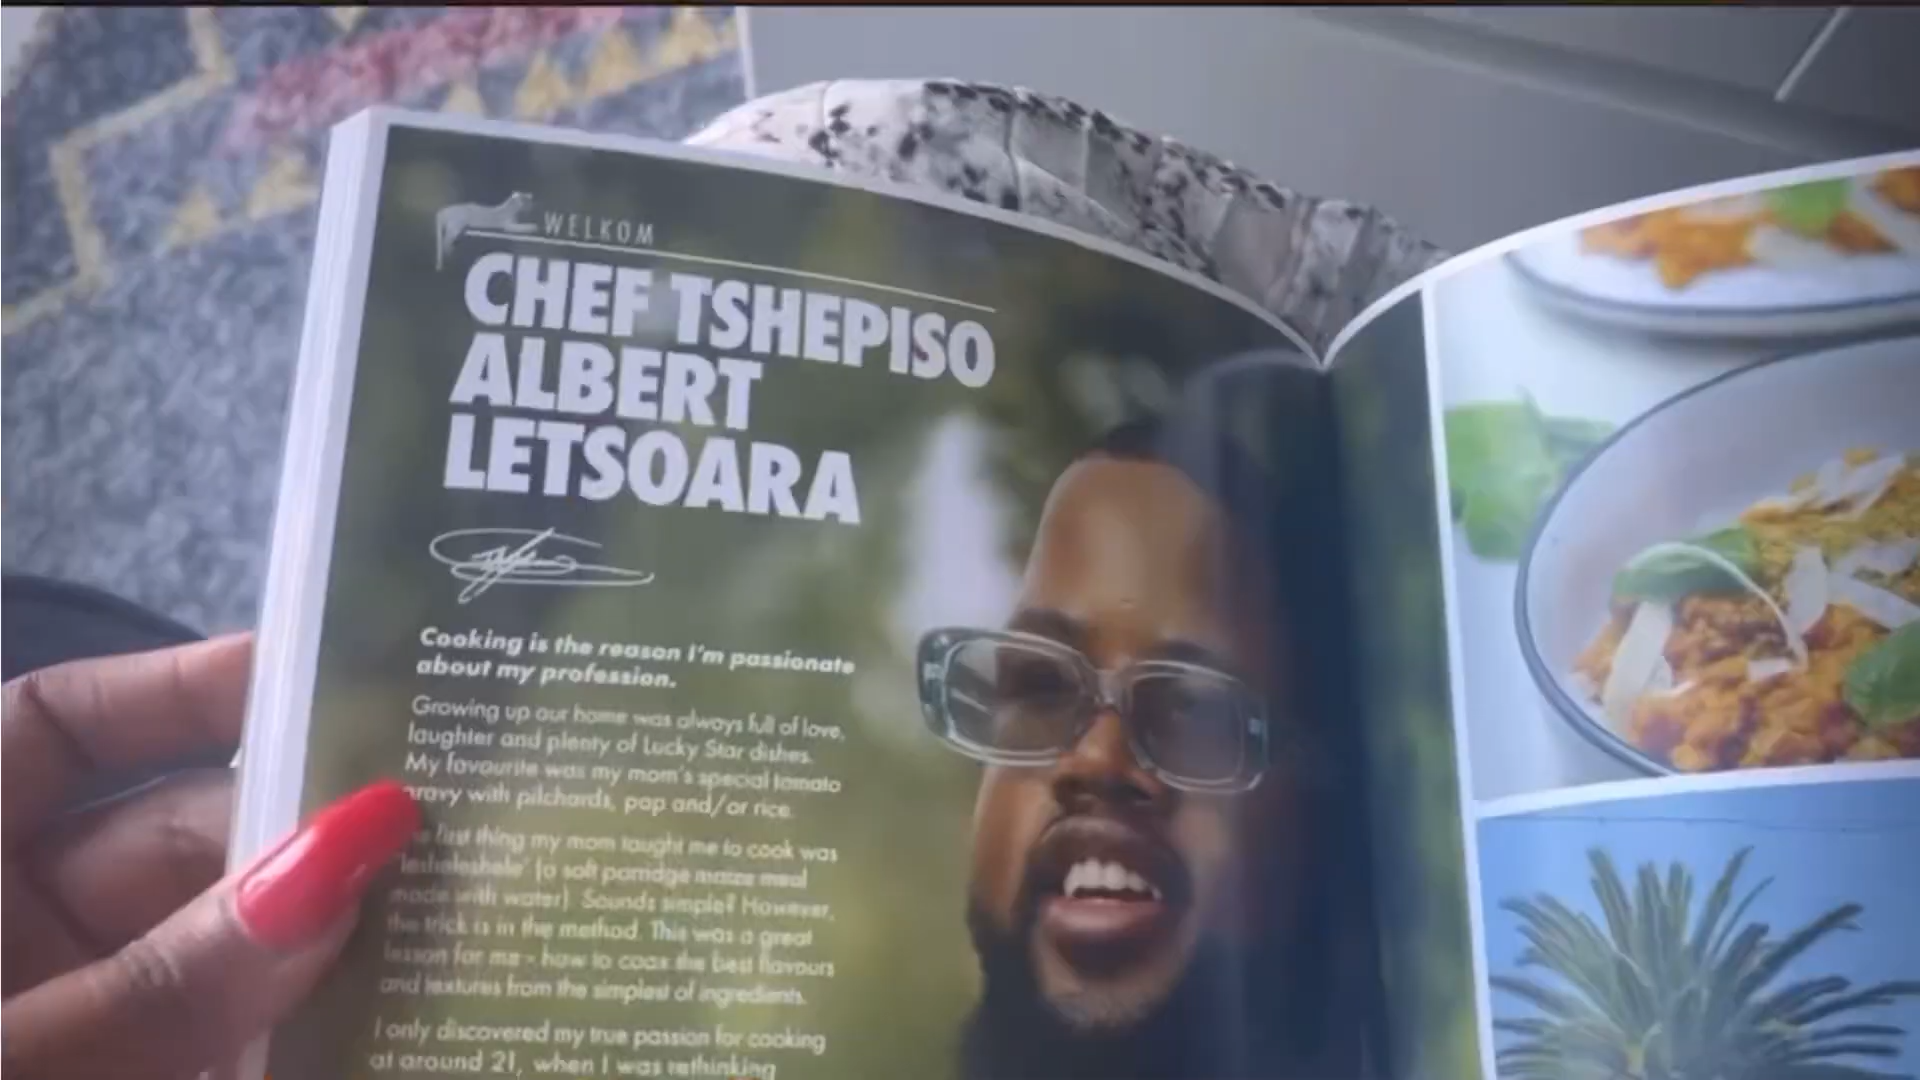 WELKOM
CHEF TSHEPISO
ALBERT
LETSOARA
Cooking is the reason I'm passionate
about my profession.
Growing up our home was always full of love,
laughter and plenty of Lucky Star dishes.
My favourite was my mom's special tomato
gravy with pilchards, pap and/or rice.
first thing my mom taught me to cook was
(a soft porridge maize meal
made with water). Sounds simple? However,
the trick is in the method. This was a great
lesson for me - how to coax the best flavours
and textures from the simplest of ingredients.
I only discovered my true passion for cooking
at around 21, when I was rethinking